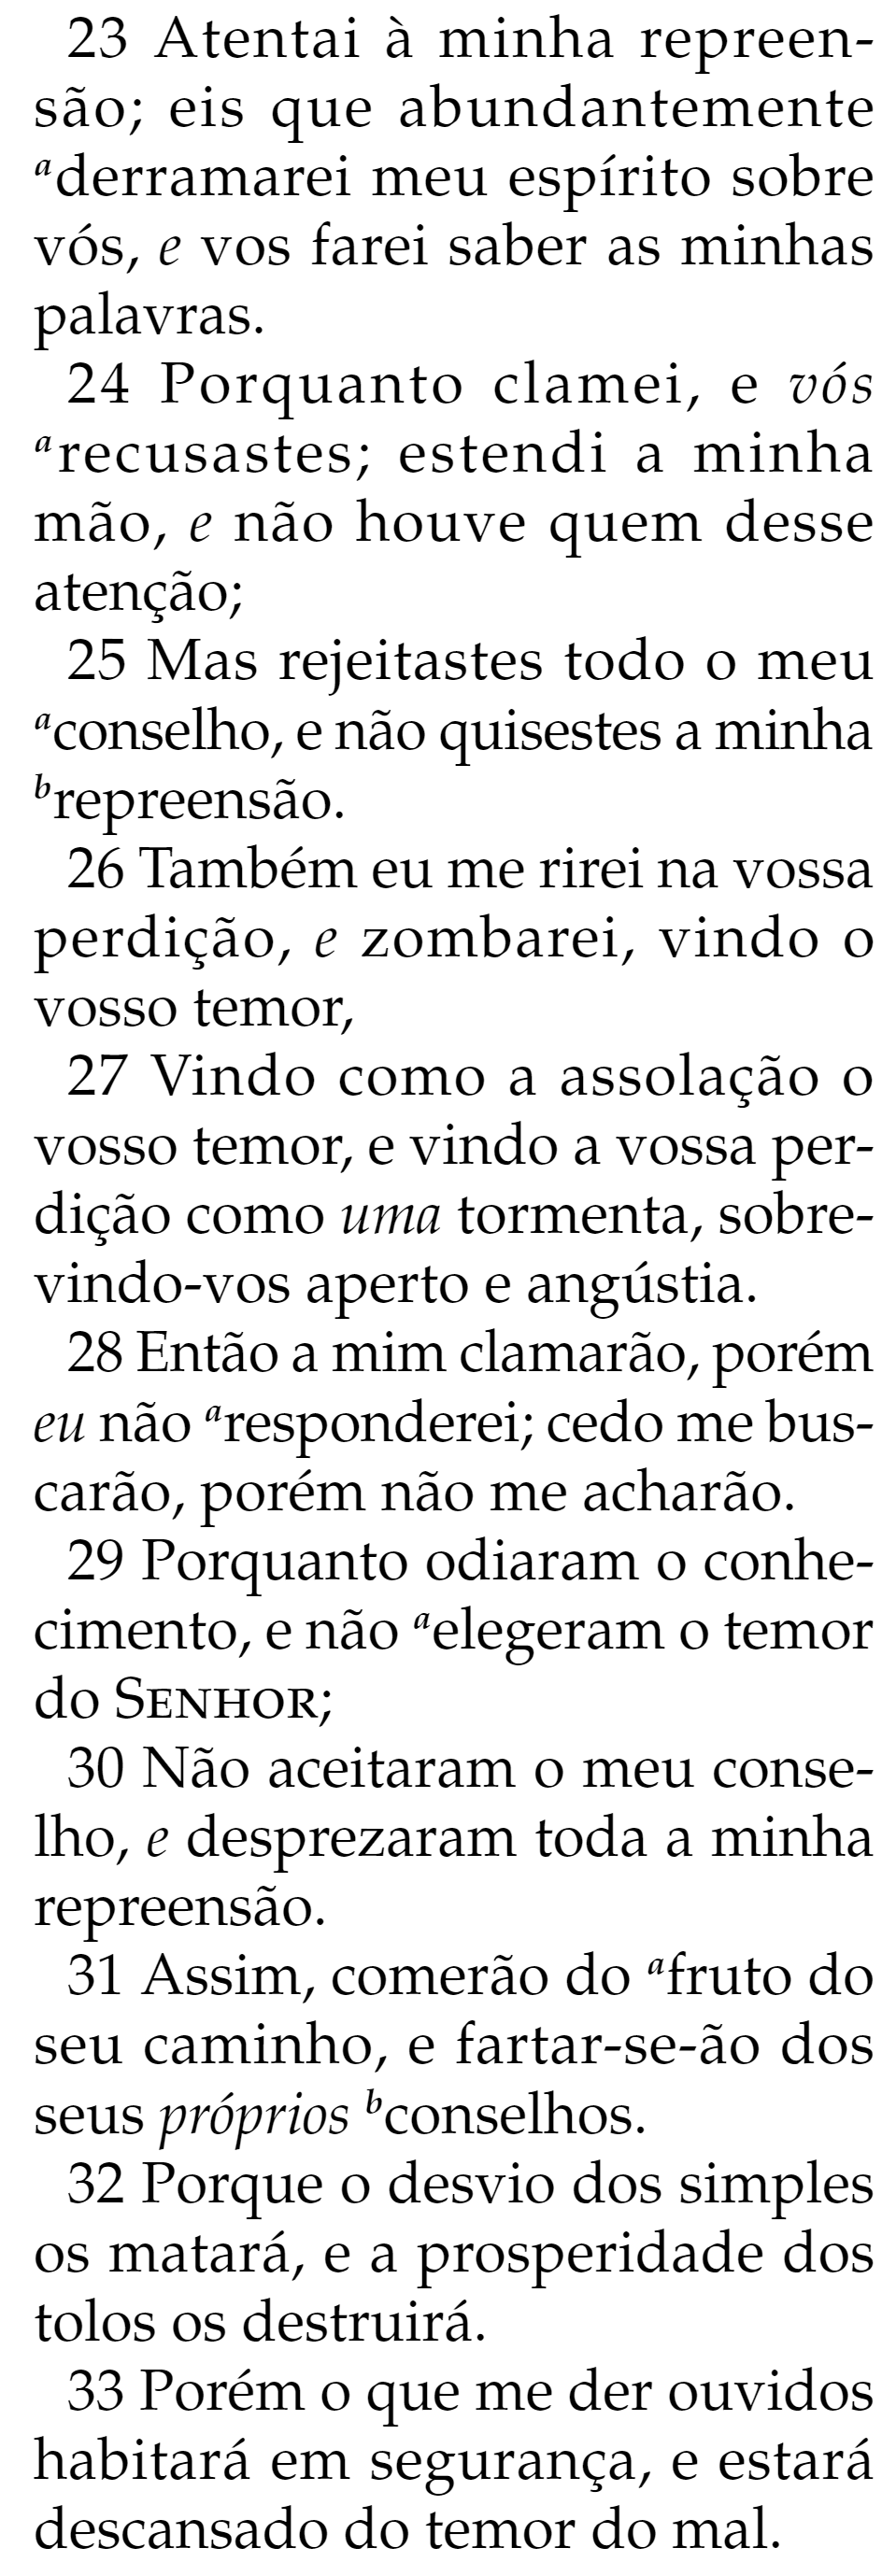 23 Atentai à minha repreen-
são; eis que abundantemente
ᵃderramarei meu espírito sobre
vós, e vos farei saber as minhas
palavras.
24 Porquanto clamei, e vós
ᵃrecusastes; estendi a minha
mão, e não houve quem desse
atenção;
25 Mas rejeitastes todo o meu
ᵃconselho, e não quisestes a minha
ᵇrepreensão.
26 Também eu me rirei na vossa
perdição, e zombarei, vindo o
vosso temor,
27 Vindo como a assolação o
vosso temor, e vindo a vossa per-
dição como uma tormenta, sobre-
vindo-vos aperto e angústia.
28 Então a mim clamarão, porém
eu não ᵃresponderei; cedo me bus-
carão, porém não me acharão.
29 Porquanto odiaram o conhe-
cimento, e não ᵃelegeram o temor
do SENHOR;
30 Não aceitaram o meu conse-
lho, e desprezaram toda a minha
repreensão.
31 Assim, comerão do ᵃfruto do
seu caminho, e fartar-se-ão dos
seus próprios ᵇconselhos.
32 Porque o desvio dos simples
os matará, e a prosperidade dos
tolos os destruirá.
33 Porém o que me der ouvidos
habitará em segurança, e estará
descansado do temor do mal.